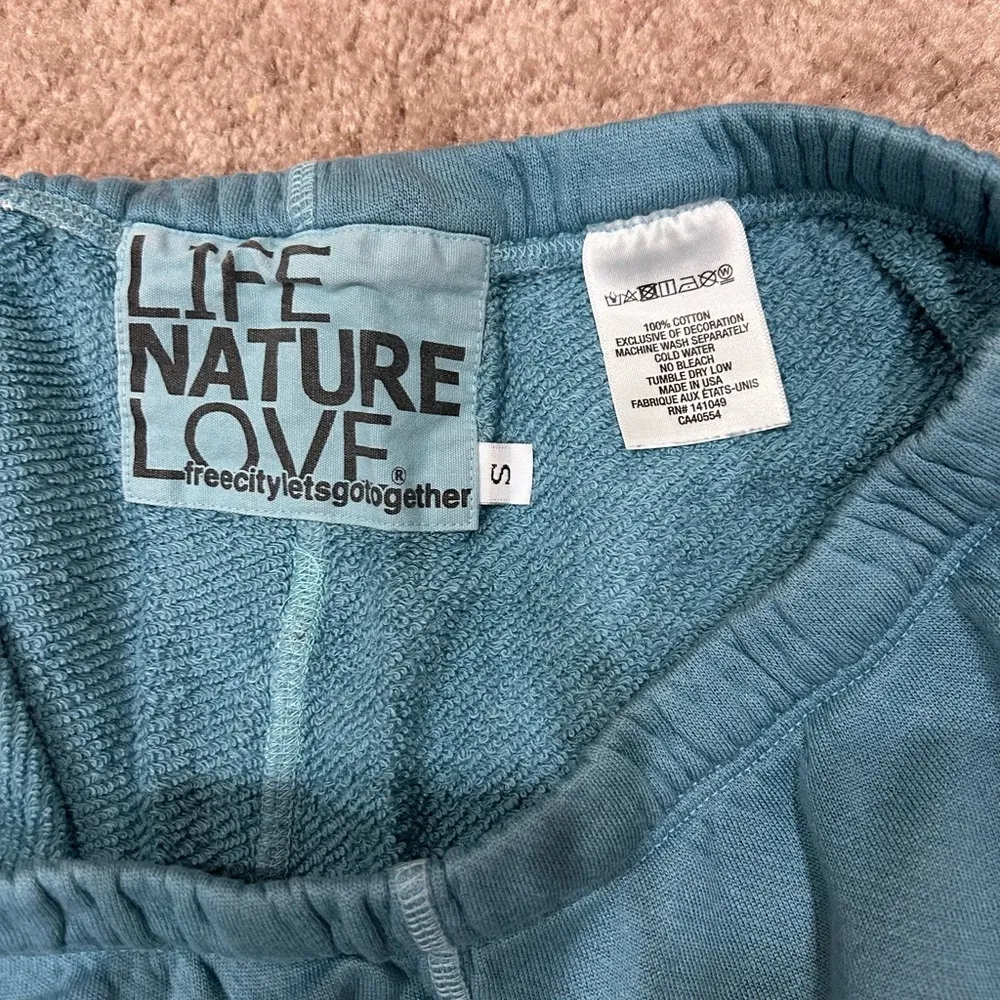 LIFE
NATURE
LOVE®
freecityletsgotogether
S
W
100% COTTON
EXCLUSIVE OF DECORATION
MACHINE WASH SEPARATELY
COLD WATER
NO BLEACH
TUMBLE DRY LOW
MADE IN USA
FABRIQUE AUX ÉTATS-UNIS
RN# 141049
CA40554